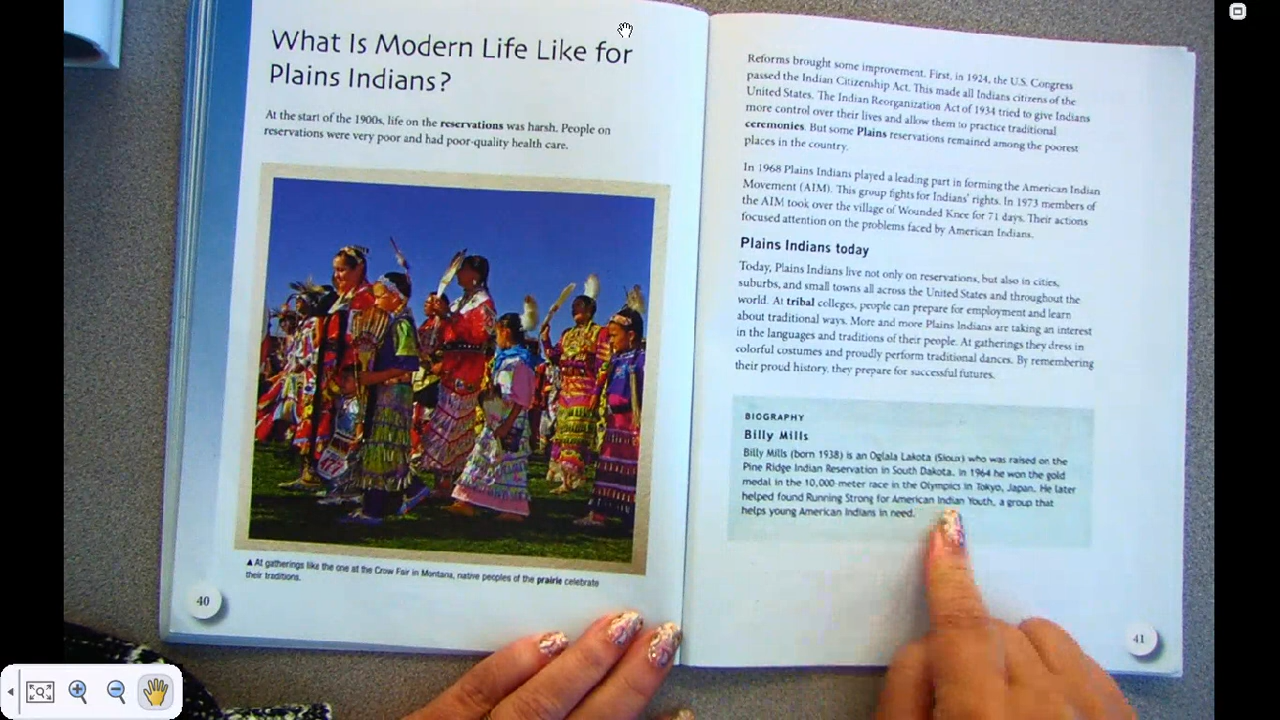 What Is Modern Life Like for
Plains Indians?
At the start of the 1900s, life on the reservations was harsh. People on
reservations were very poor and had poor-quality health care.
▲ At gatherings like the one at the Crow Fair in Montana, native peoples of the prairie celebrate
their traditions.
40
Reforms brought some improvement. First, in 1924, the U.S. Congress
passed the Indian Citizenship Act. This made all Indians citizens of the
United States. The Indian Reorganization Act of 1934 tried to give Indians
more control over their lives and allow them to practice traditional
ceremonies. But some Plains reservations remained among the poorest
places in the country.
In 1968 Plains Indians played a leading part in forming the American Indian
Movement (AIM). This group fights for Indians' rights. In 1973 members of
the AIM took over the village of Wounded Knee for 71 days. Their actions
focused attention on the problems faced by American Indians.
Plains Indians today
Today, Plains Indians live not only on reservations, but also in cities,
suburbs, and small towns all across the United States and throughout the
world. At tribal colleges, people can prepare for employment and learn
about traditional ways. More and more Plains Indians are taking an interest
in the languages and traditions of their people. At gatherings they dress in
colorful costumes and proudly perform traditional dances. By remembering
their proud history, they prepare for successful futures.
BIOGRAPHY
Billy Mills
Billy Mills (born 1938) is an Oglala Lakota (Sioux) who was raised on the
Pine Ridge Indian Reservation in South Dakota. In 1964 he won the gold
medal in the 10,000-meter race in the Olympics in Tokyo, Japan. He later
helped found Running Strong for American Indian Youth, a group that
helps young American Indians in need.
41